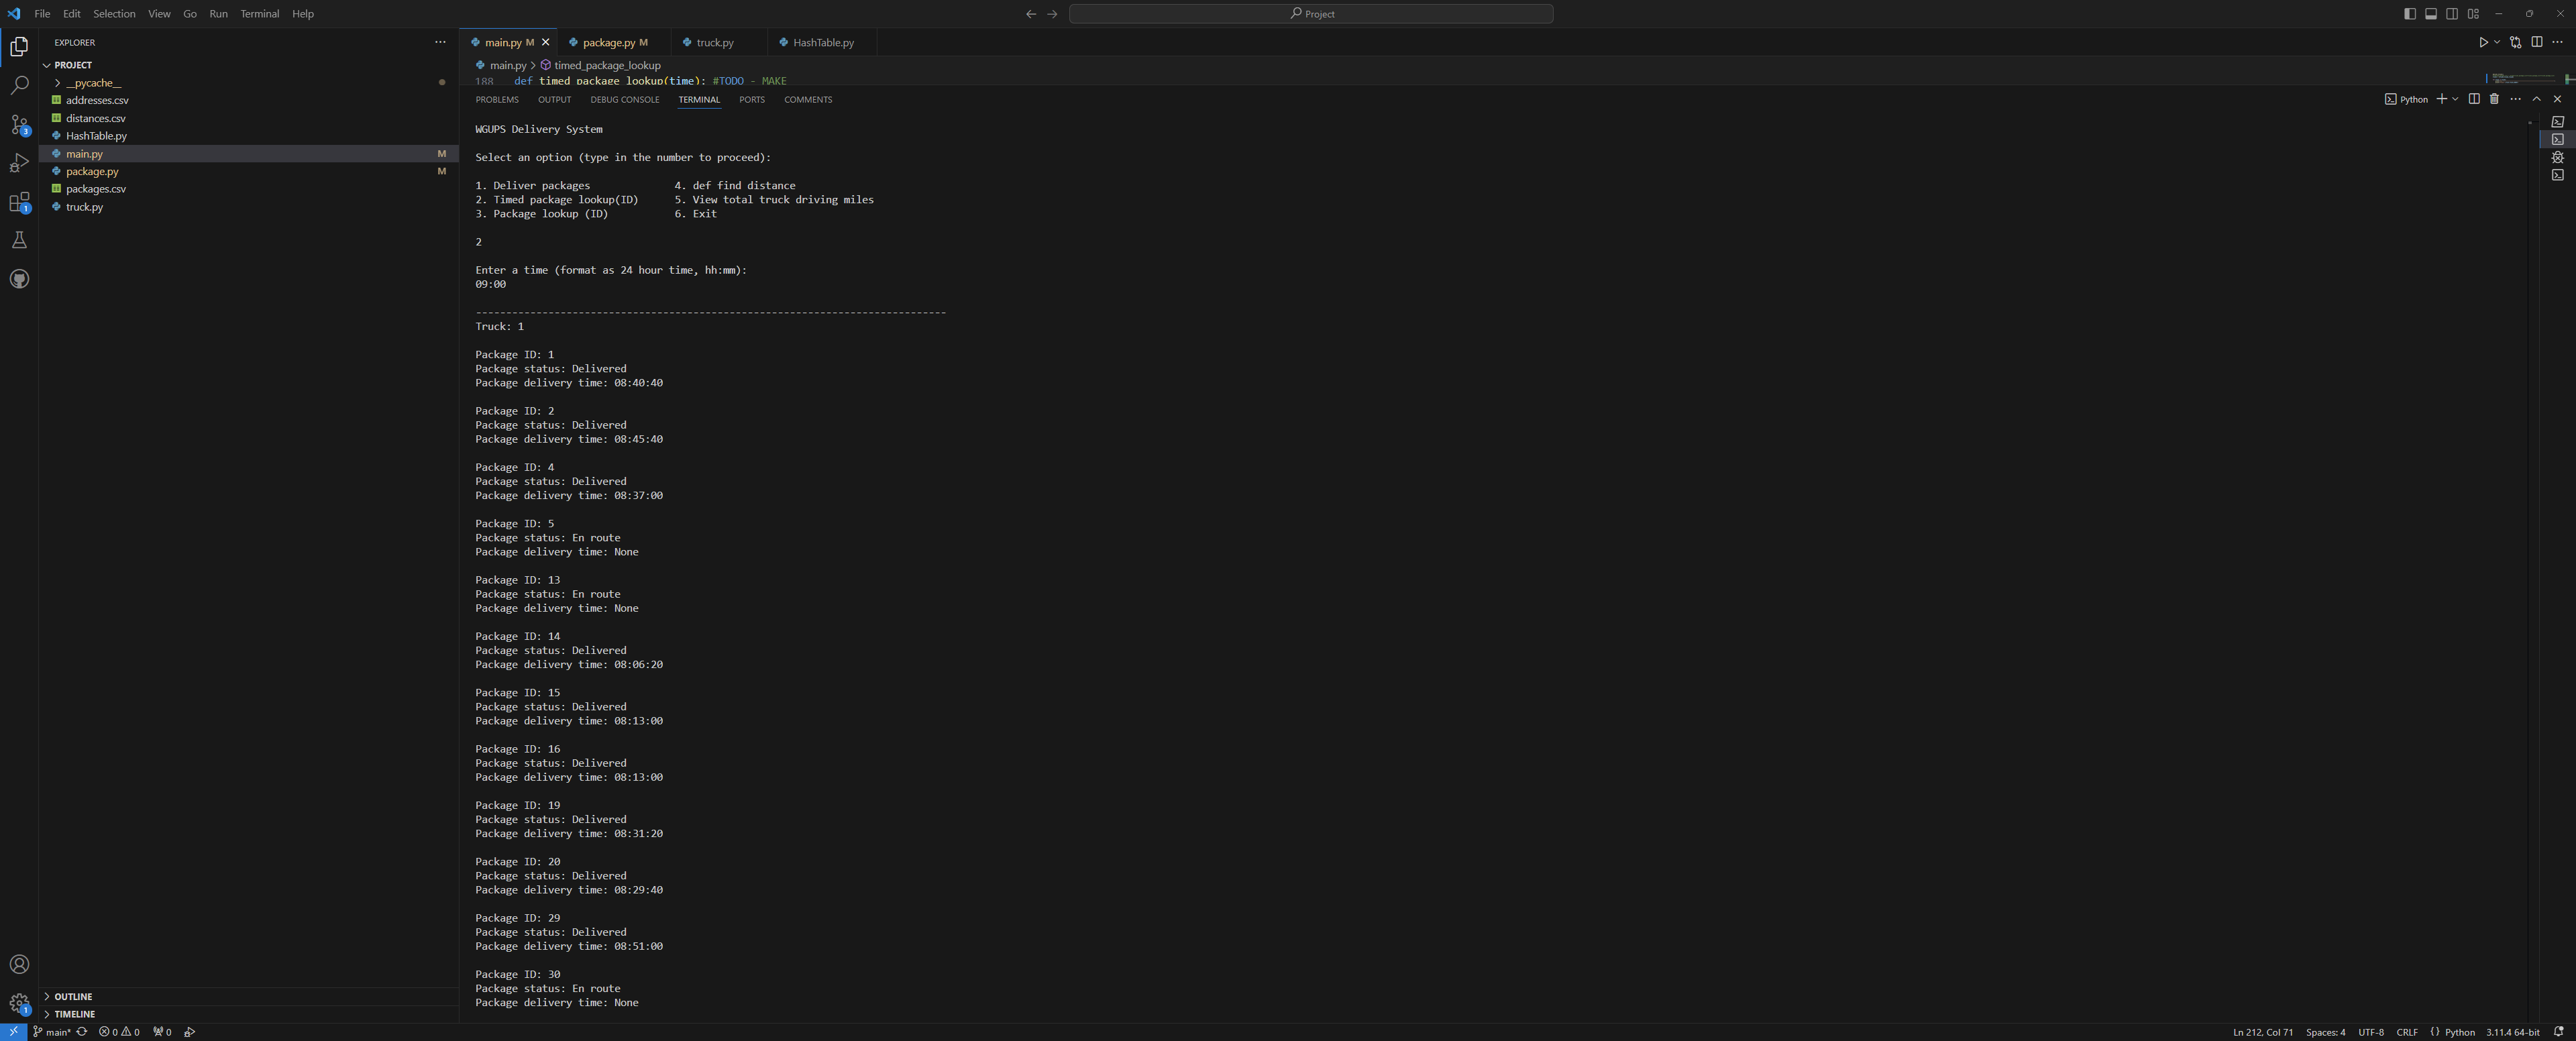 File Edit Selection View Go Run Terminal Help
Project
EXPLORER
PROJECT
__pycache__
addresses.csv
distances.csv
HashTable.py
main.py M
package.py M
packages.csv
truck.py
OUTLINE
TIMELINE
main.py M package.py M truck.py HashTable.py
main.py > timed_package_lookup
188 def timed_package_lookup(time): #TODO - MAKE
PROBLEMS OUTPUT DEBUG CONSOLE TERMINAL PORTS COMMENTS
Python
WGUPS Delivery System
Select an option (type in the number to proceed):
1. Deliver packages 4. def find distance
2. Timed package lookup(ID) 5. View total truck driving miles
3. Package lookup (ID) 6. Exit
2
Enter a time (format as 24 hour time, hh:mm):
09:00
------------------------------------------------------------------------------
Truck: 1
Package ID: 1
Package status: Delivered
Package delivery time: 08:40:40
Package ID: 2
Package status: Delivered
Package delivery time: 08:45:40
Package ID: 4
Package status: Delivered
Package delivery time: 08:37:00
Package ID: 5
Package status: En route
Package delivery time: None
Package ID: 13
Package status: En route
Package delivery time: None
Package ID: 14
Package status: Delivered
Package delivery time: 08:06:20
Package ID: 15
Package status: Delivered
Package delivery time: 08:13:00
Package ID: 16
Package status: Delivered
Package delivery time: 08:13:00
Package ID: 19
Package status: Delivered
Package delivery time: 08:31:20
Package ID: 20
Package status: Delivered
Package delivery time: 08:29:40
Package ID: 29
Package status: Delivered
Package delivery time: 08:51:00
Package ID: 30
Package status: En route
Package delivery time: None
3
1
1
main* 0 0 0
Ln 212, Col 71 Spaces: 4 UTF-8 CRLF {} Python 3.11.4 64-bit